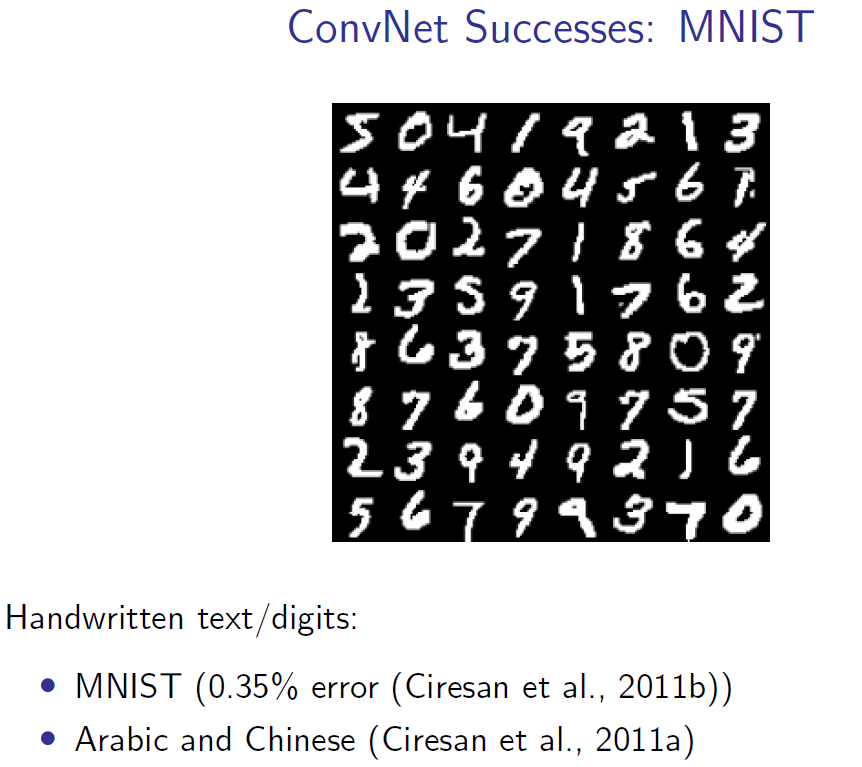 ConvNet Successes: MNIST
5 0 4 1 9 2 1 3
4 4 6 0 4 5 6 7
2 0 2 7 1 8 6 4
2 3 5 9 1 7 6 2
8 6 3 7 5 8 0 9
8 7 6 0 9 7 5 7
2 3 9 4 9 2 1 6
5 6 7 9 9 3 7 0
Handwritten text/digits:
• MNIST (0.35% error (Ciresan et al., 2011b))
• Arabic and Chinese (Ciresan et al., 2011a)